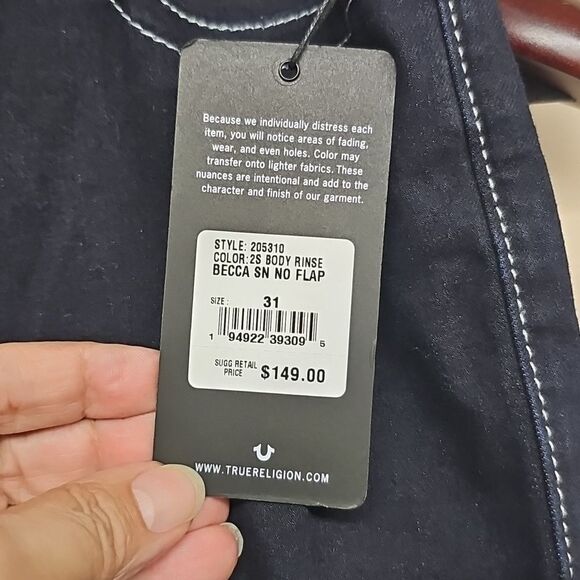 Because we individually distress each
item, you will notice areas of fading,
wear, and even holes. Color may
transfer onto lighter fabrics. These
nuances are intentional and add to the
character and finish of our garment.
STYLE: 205310
COLOR:2S BODY RINSE
BECCA SN NO FLAP
SIZE: 31
1 94922 39309 5
SUGG RETAIL
PRICE $149.00
WWW.TRUERELIGION.COM